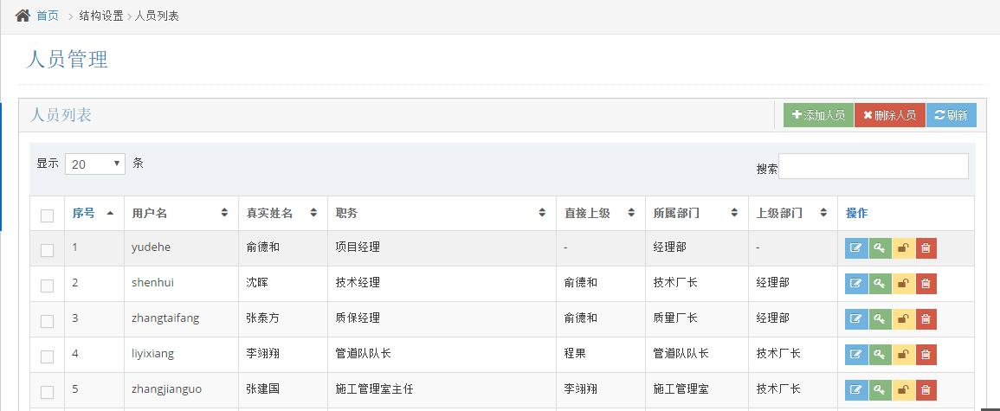 首页 > 结构设置 > 人员列表
人员管理
人员列表 添加人员 删除人员 刷新
显示 20 条 搜索
序号 用户名 真实姓名 职务 直接上级 所属部门 上级部门 操作
1 yudehe 俞德和 项目经理 - 经理部 -
2 shenhui 沈晖 技术经理 俞德和 技术厂长 经理部
3 zhangtaifang 张泰方 质保经理 俞德和 质量厂长 经理部
4 liyixiang 李翊翔 管道队队长 程果 管道队队长 技术厂长
5 zhangjianguo 张建国 施工管理室主任 李翊翔 施工管理室 技术厂长